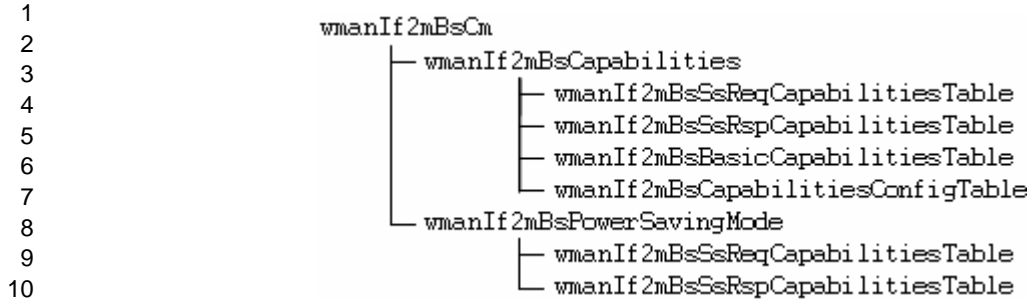 1 wmanIf2mBsCm
2
wmanIf2mBsCapabilities
3
wmanIf2mBsSsReqCapabilitiesTable
4
wmanIf2mBsSsRspCapabilitiesTable
5
wmanIf2mBsBasicCapabilitiesTable
6
wmanIf2mBsCapabilitiesConfigTable
7
wmanIf2mBsPowerSavingMode
8
wmanIf2mBsSsReqCapabilitiesTable
9
wmanIf2mBsSsRspCapabilitiesTable
10